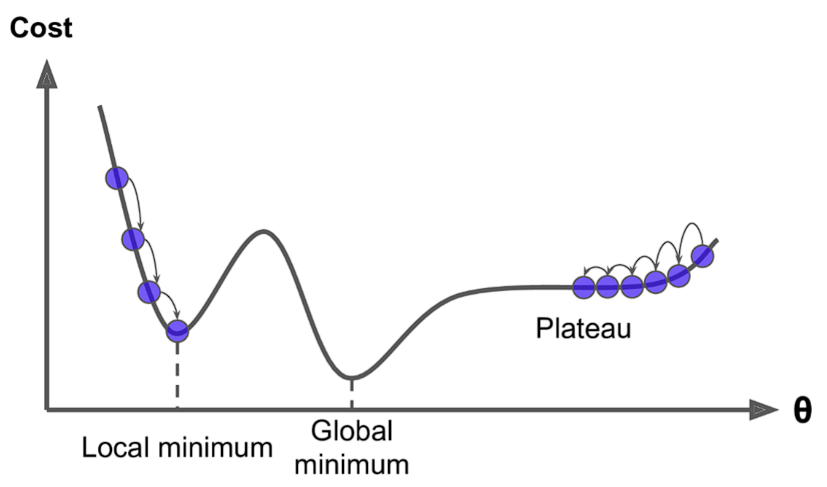 Cost
Plateau
θ
Local minimum
Global
minimum